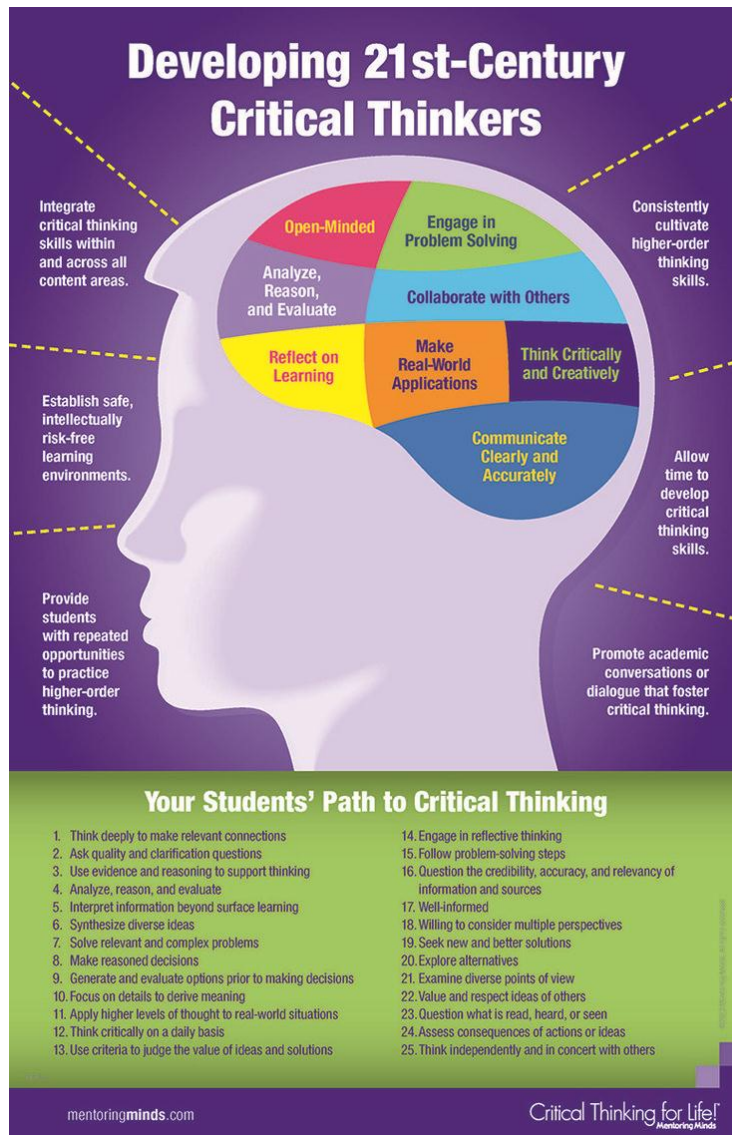 Developing 21st-Century
Critical Thinkers
Integrate
critical thinking
skills within
and across all
content areas.
Establish safe,
intellectually
risk-free
learning
environments.
Provide
students
with repeated
opportunities
to practice
higher-order
thinking.
Open-Minded
Engage in
Problem Solving
Analyze,
Reason,
and Evaluate
Collaborate with Others
Reflect on
Learning
Make
Real-World
Applications
Think Critically
and Creatively
Communicate
Clearly and
Accurately
Consistently
cultivate
higher-order
thinking
skills.
Allow
time to
develop
critical
thinking
skills.
Promote academic
conversations or
dialogue that foster
critical thinking.
Your Students' Path to Critical Thinking
1. Think deeply to make relevant connections
2. Ask quality and clarification questions
3. Use evidence and reasoning to support thinking
4. Analyze, reason, and evaluate
5. Interpret information beyond surface learning
6. Synthesize diverse ideas
7. Solve relevant and complex problems
8. Make reasoned decisions
9. Generate and evaluate options prior to making decisions
10. Focus on details to derive meaning
11. Apply higher levels of thought to real-world situations
12. Think critically on a daily basis
13. Use criteria to judge the value of ideas and solutions
14. Engage in reflective thinking
15. Follow problem-solving steps
16. Question the credibility, accuracy, and relevancy of
information and sources
17. Well-informed
18. Willing to consider multiple perspectives
19. Seek new and better solutions
20. Explore alternatives
21. Examine diverse points of view
22. Value and respect ideas of others
23. Question what is read, heard, or seen
24. Assess consequences of actions or ideas
25. Think independently and in concert with others
mentoringminds.com
Critical Thinking for Life!™
Mentoring Minds